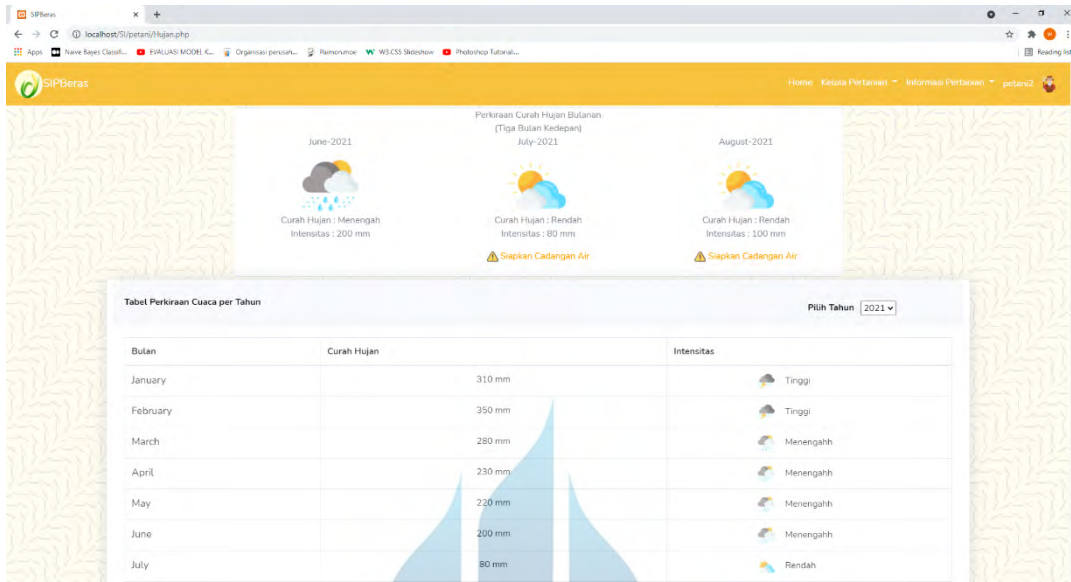 SIPBeras
localhost/SI/petani/Hujan.php
Apps Naive Bayes Classifi... EVALUASI MODEL K... Organisasi perusah... Paimonmoe W3.CSS Slideshow Photoshop Tutorial... Reading list
SIPBeras Home Kelola Pertanian Informasi Pertanian petani2
Perkiraan Curah Hujan Bulanan
(Tiga Bulan Kedepan)
June-2021 July-2021 August-2021
Curah Hujan : Menengah Curah Hujan : Rendah Curah Hujan : Rendah
Intensitas : 200 mm Intensitas : 80 mm Intensitas : 100 mm
Siapkan Cadangan Air Siapkan Cadangan Air
Tabel Perkiraan Cuaca per Tahun Pilih Tahun 2021
Bulan Curah Hujan Intensitas
January 310 mm Tinggi
February 350 mm Tinggi
March 280 mm Menengahh
April 230 mm Menengahh
May 220 mm Menengahh
June 200 mm Menengahh
July 80 mm Rendah